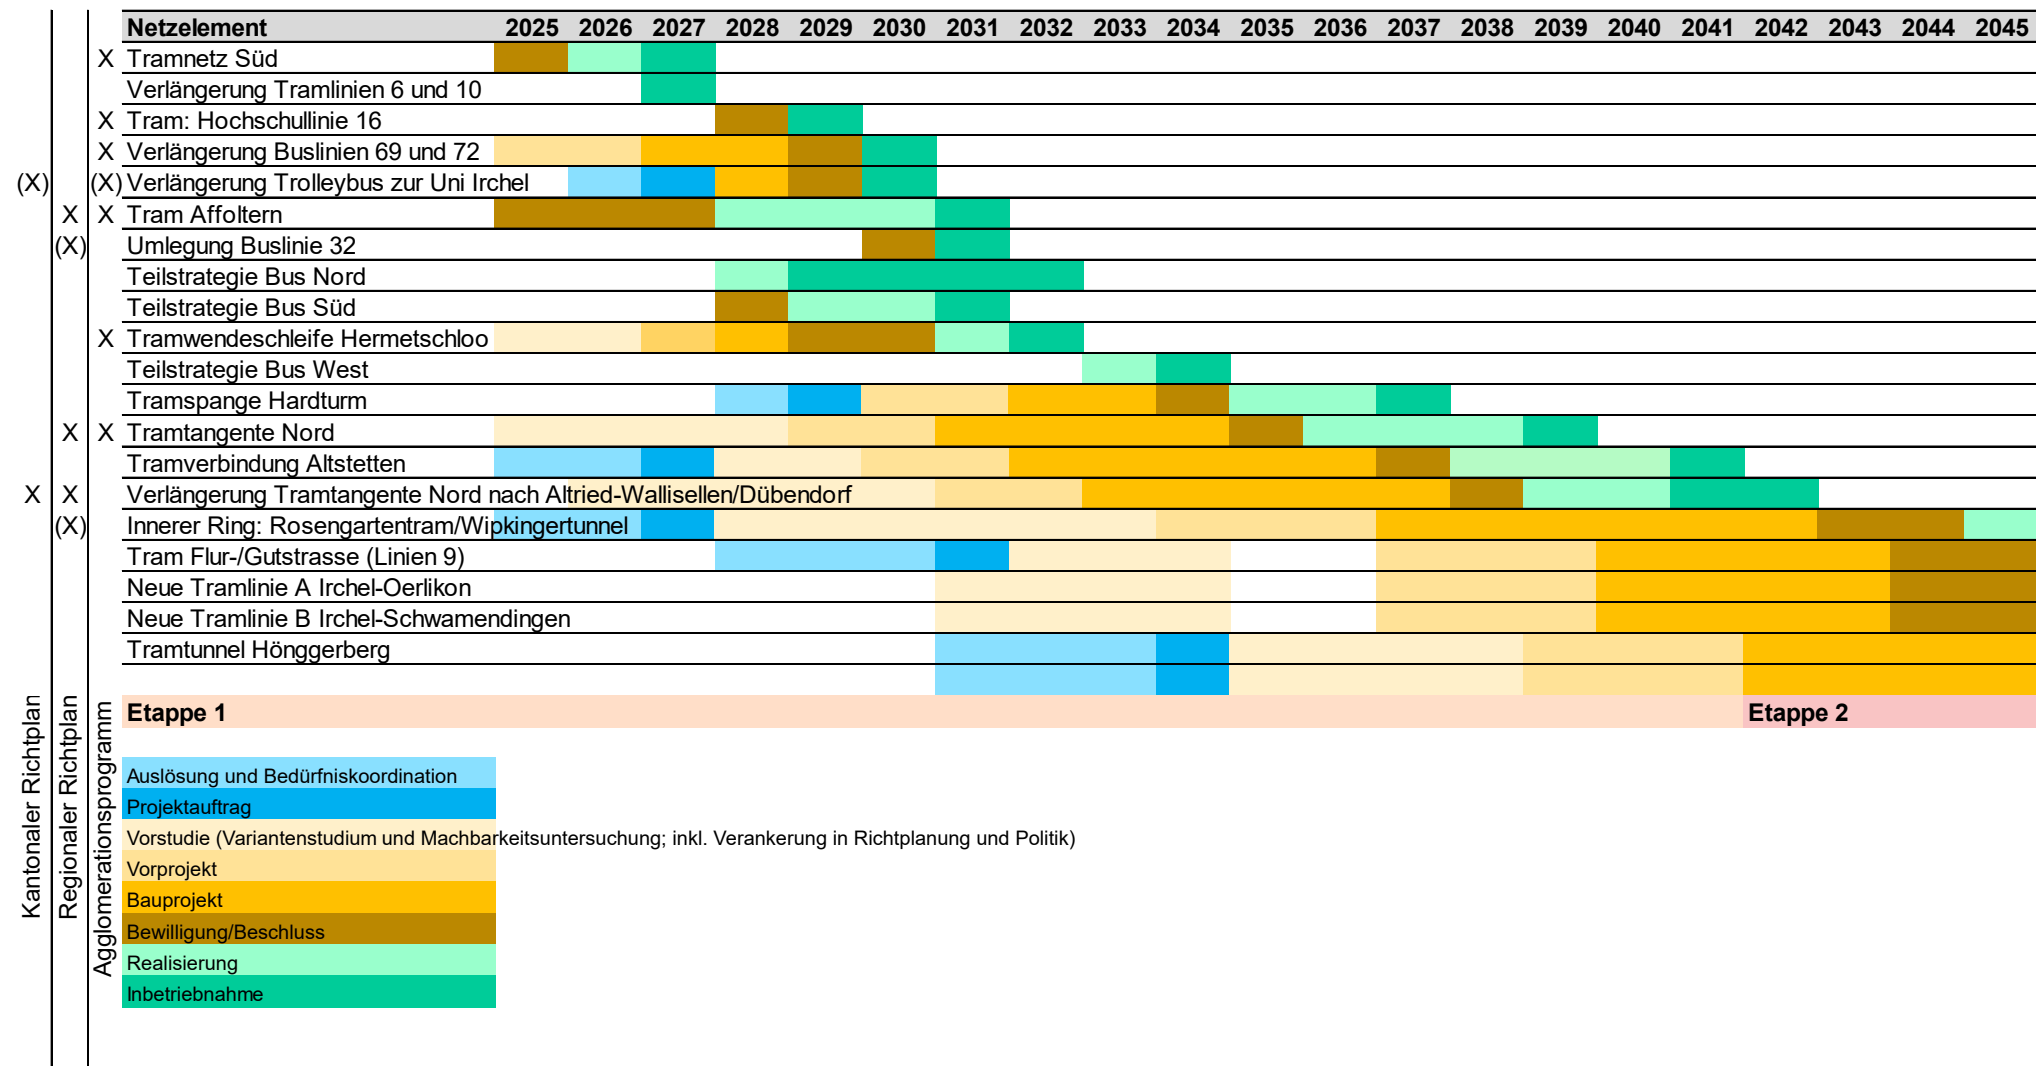 Netzelement 2025 2026 2027 2028 2029 2030 2031 2032 2033 2034 2035 2036 2037 2038 2039 2040 2041 2042 2043 2044 2045
X Tramnetz Süd
Verlängerung Tramlinien 6 und 10
X Tram: Hochschullinie 16
X Verlängerung Buslinien 69 und 72
(X) (X) Verlängerung Trolleybus zur Uni Irchel
X X Tram Affoltern
(X) Umlegung Buslinie 32
Teilstrategie Bus Nord
Teilstrategie Bus Süd
X Tramwendeschleife Hermetschloo
Teilstrategie Bus West
Tramspange Hardturm
X X Tramtangente Nord
Tramverbindung Altstetten
X X Verlängerung Tramtangente Nord nach Altried-Wallisellen/Dübendorf
(X) Innerer Ring: Rosengartentram/Wipkingertunnel
Tram Flur-/Gutstrasse (Linien 9)
Neue Tramlinie A Irchel-Oerlikon
Neue Tramlinie B Irchel-Schwamendingen
Tramtunnel Hönggerberg
Etappe 1 Etappe 2
Kantonaler Richtplan
Regionaler Richtplan
Agglomerationsprogramm
Auslösung und Bedürfniskoordination
Projektauftrag
Vorstudie (Variantenstudium und Machbarkeitsuntersuchung; inkl. Verankerung in Richtplanung und Politik)
Vorprojekt
Bauprojekt
Bewilligung/Beschluss
Realisierung
Inbetriebnahme